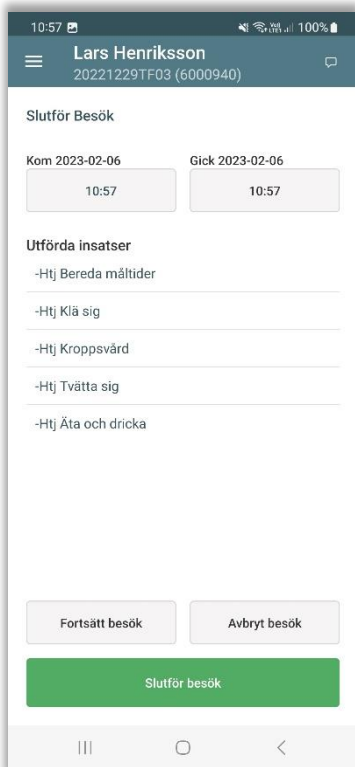 10:57 100%
Lars Henriksson
20221229TF03 (6000940)
Slutför Besök
Kom 2023-02-06 Gick 2023-02-06
10:57 10:57
Utförda insatser
-Htj Bereda måltider
-Htj Klä sig
-Htj Kroppsvård
-Htj Tvätta sig
-Htj Äta och dricka
Fortsätt besök Avbryt besök
Slutför besök